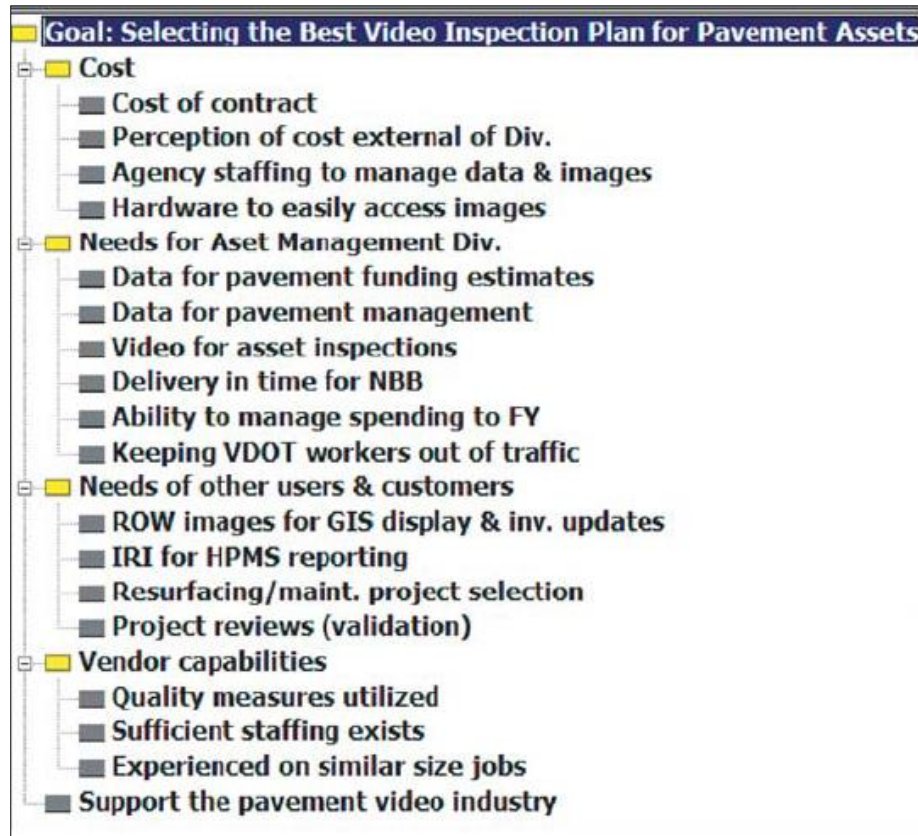 Goal: Selecting the Best Video Inspection Plan for Pavement Assets
Cost
Cost of contract
Perception of cost external of Div.
Agency staffing to manage data & images
Hardware to easily access images
Needs for Aset Management Div.
Data for pavement funding estimates
Data for pavement management
Video for asset inspections
Delivery in time for NBB
Ability to manage spending to FY
Keeping VDOT workers out of traffic
Needs of other users & customers
ROW images for GIS display & inv. updates
IRI for HPMS reporting
Resurfacing/maint. project selection
Project reviews (validation)
Vendor capabilities
Quality measures utilized
Sufficient staffing exists
Experienced on similar size jobs
Support the pavement video industry